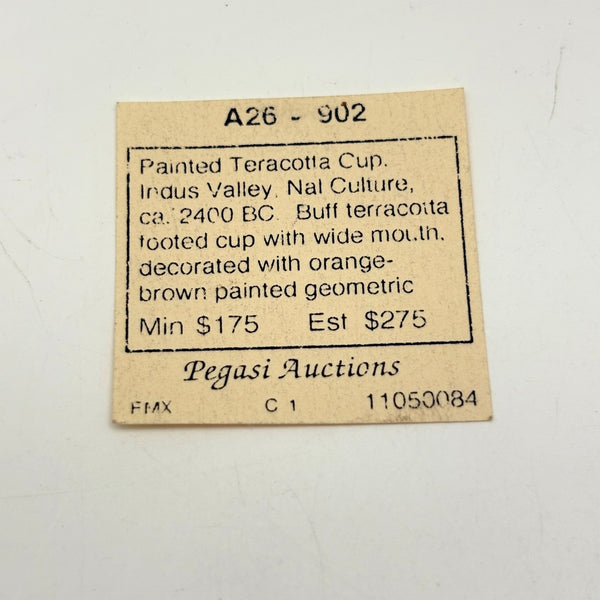 A26 - 902
Painted Teracotta Cup.
Indus Valley, Nal Culture,
ca. 2400 BC. Buff terracotta
footed cup with wide mouth,
decorated with orange-
brown painted geometric
Min $175 Est $275
Pegasi Auctions
FMX C 1 11050084